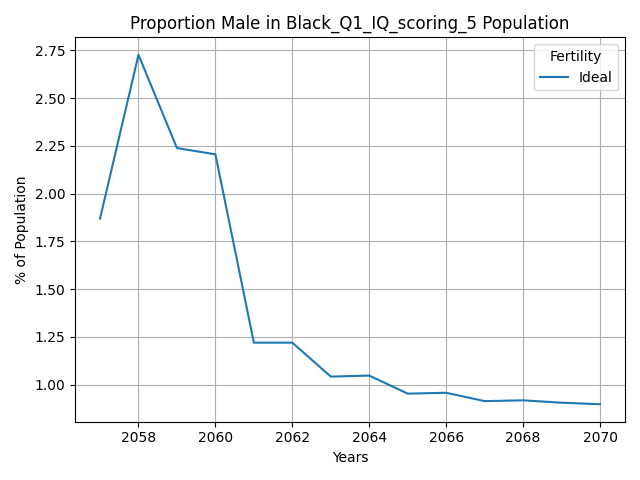 Proportion Male in Black_Q1_IQ_scoring_5 Population
Fertility
Ideal
2.75
2.50
2.25
2.00
1.75
1.50
1.25
1.00
% of Population
2058 2060 2062 2064 2066 2068 2070
Years